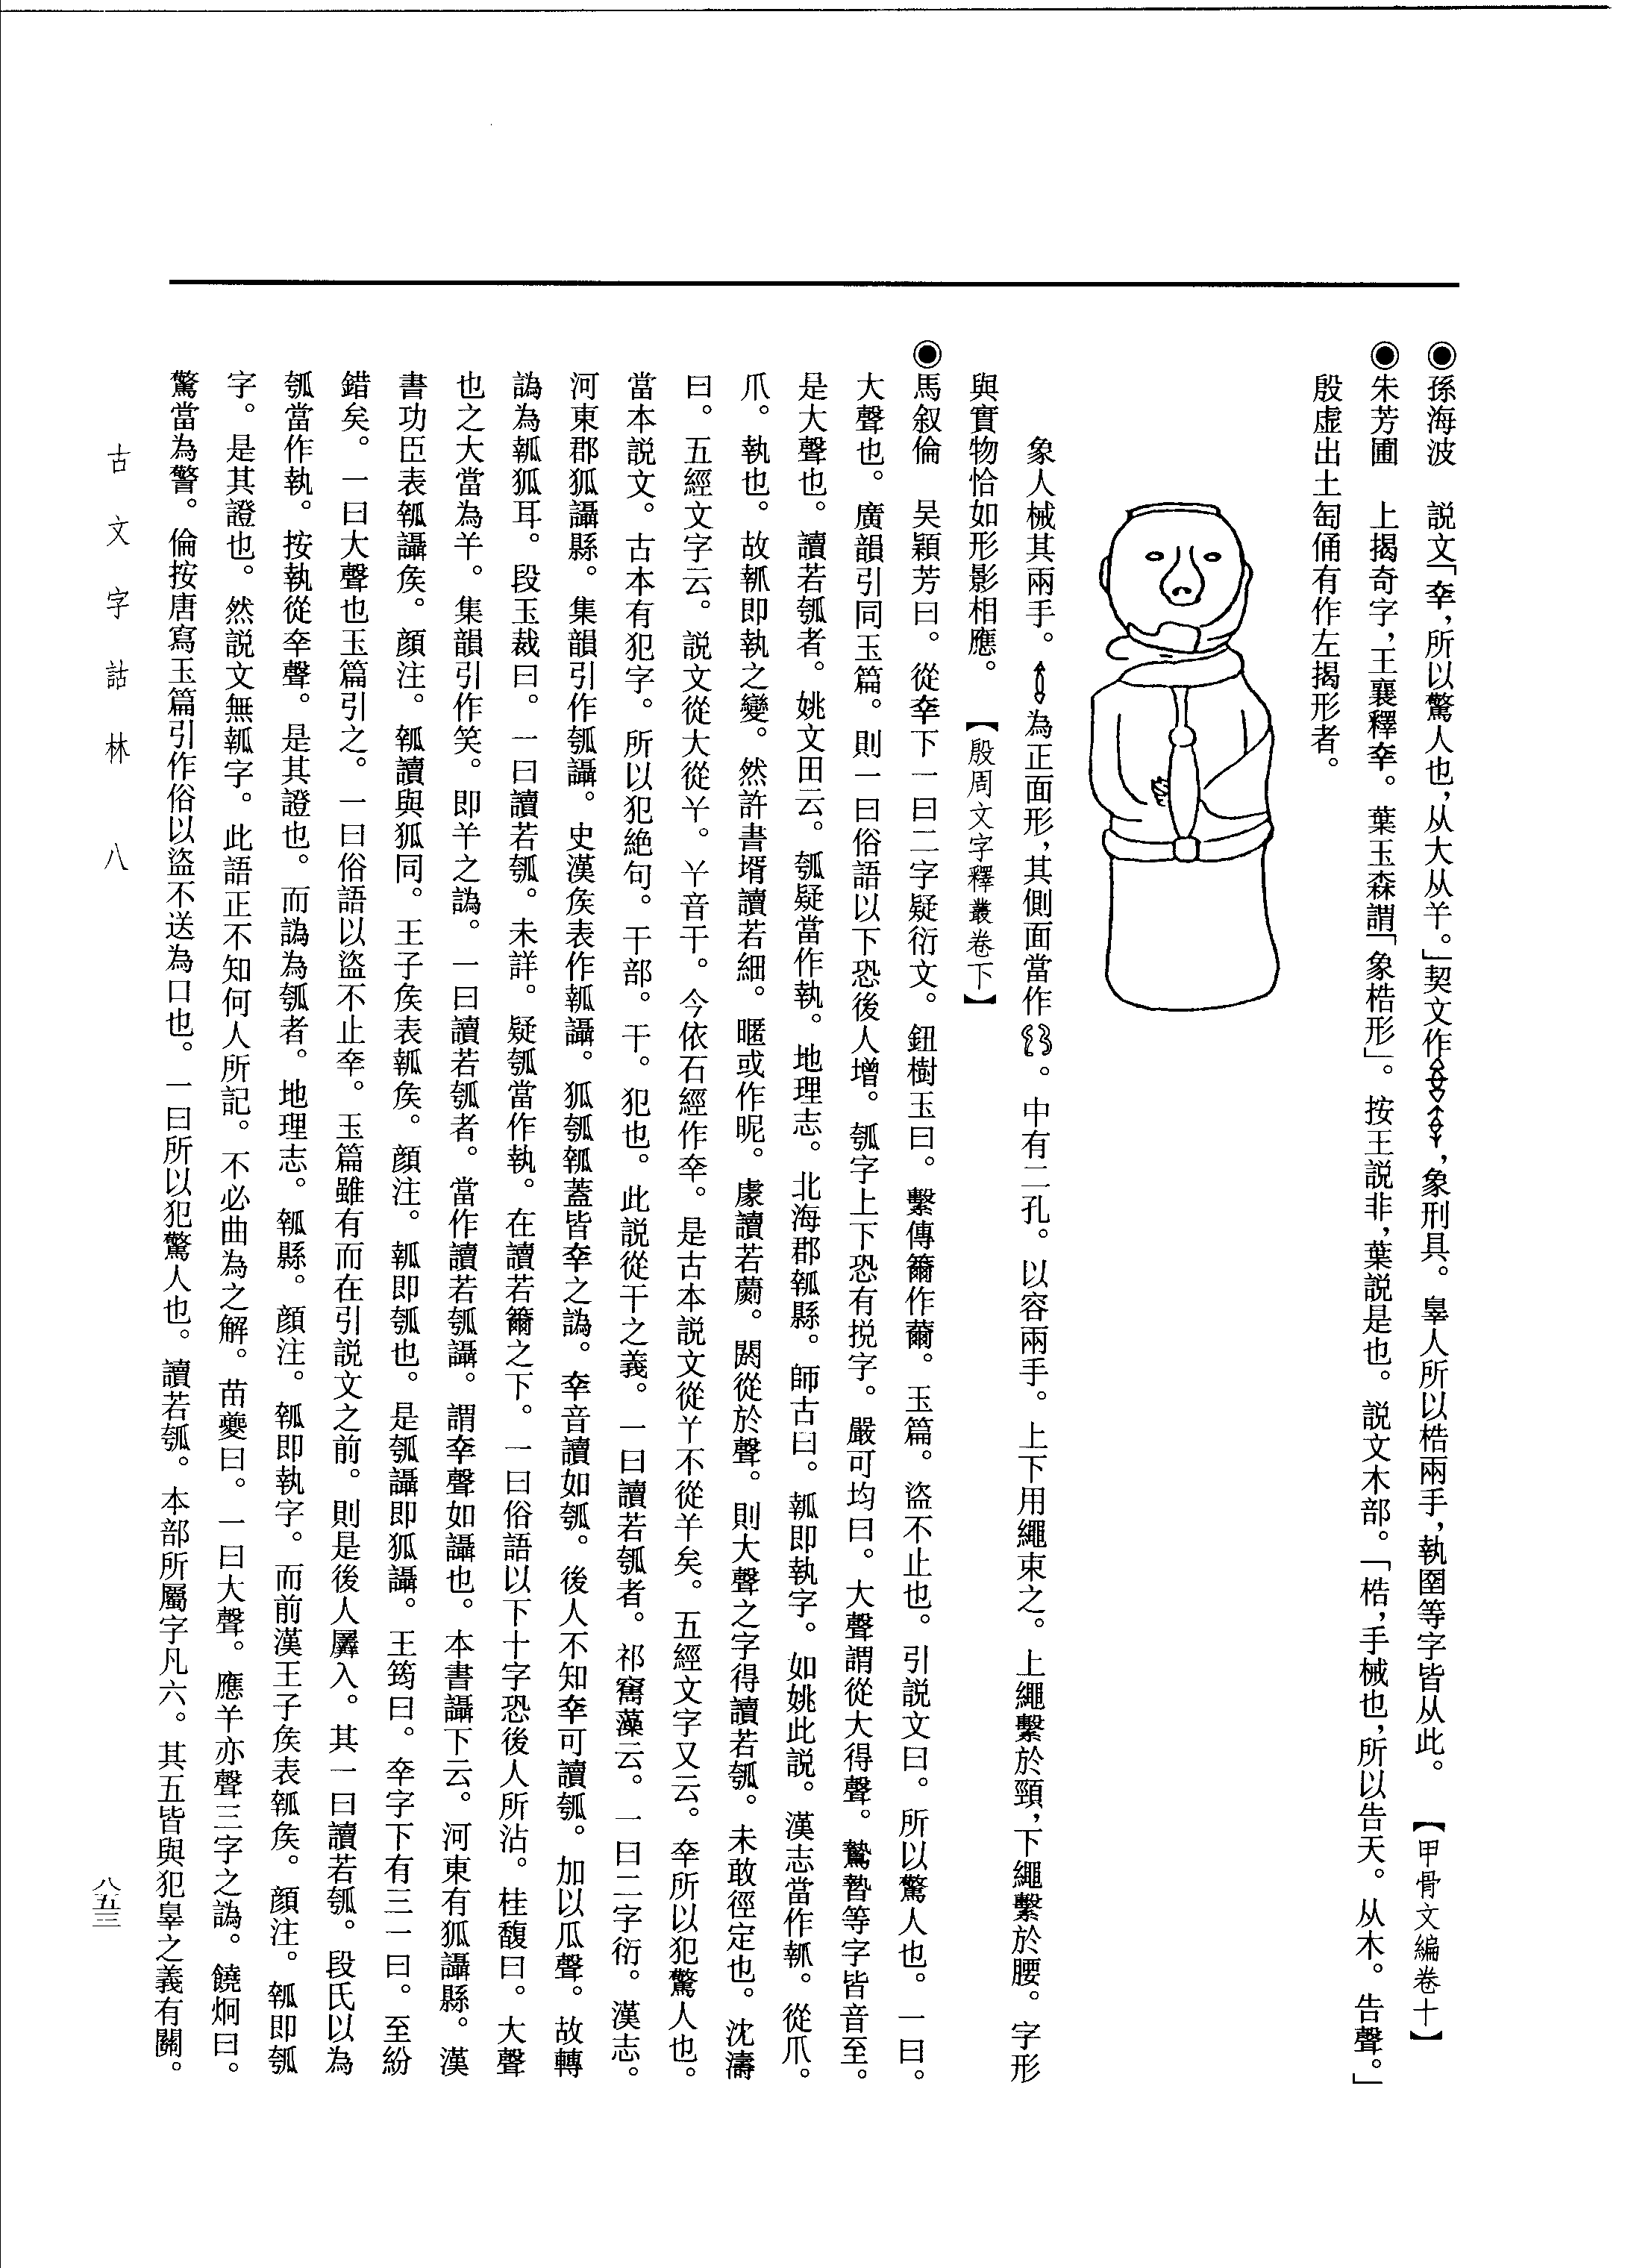 ◉孫海波　說文「㚔，所以驚人也，从大从𢆉。」契文作，象刑具。辠人所以梏兩手，執圉等字皆从此。【甲骨文編卷十】
◉朱芳圃　上揭奇字，王襄釋㚔。葉玉森謂「象梏形」。按王說非，葉說是也。說文木部。「梏，手械也，所以告天。从木。告聲。」
殷虛出土匋俑有作左揭形者。
象人械其兩手。為正面形，其側面當作。中有二孔。以容兩手。上下用繩束之。上繩繫於頸，下繩繫於腰。字形
與實物恰如形影相應。【殷周文字釋叢卷下】
◉馬叙倫　吳穎芳曰。從㚔下一曰二字疑衍文。鈕樹玉曰。繫傳籋作薾。玉篇。盜不止也。引說文曰。所以驚人也。一曰。
大聲也。廣韻引同玉篇。則一曰俗語以下恐後人增。瓠字上下恐有挩字。嚴可均曰。大聲謂從大得聲。驇暬等字皆音至。
是大聲也。讀若瓠者。姚文田云。瓠疑當作執。地理志。北海郡瓡縣。師古曰。瓡即執字。如姚此說。漢志當作𤓰。從爪。
爪。執也。故𤓰即執之變。然許書壻讀若細。暱或作昵。豦讀若蘮。閼從於聲。則大聲之字得讀若瓠。未敢徑定也。沈濤
曰。五經文字云。說文從大從丫。丫音干。今依石經作幸。是古本說文從丫不從𢆉矣。五經文字又云。幸所以犯驚人也。
當本說文。古本有犯字。所以犯絕句。干部。干。犯也。此說從干之義。一曰讀若瓠者。祁寯藻云。一曰二字衍。漢志。
河東郡狐讘縣。集韻引作瓠讘。史漢矦表作瓡讘。狐瓠瓡蓋皆㚔之譌。㚔音讀如瓠。後人不知㚔可讀瓠。加以瓜聲。故轉
譌為瓡狐耳。段玉裁曰。一曰讀若瓠。未詳。疑瓠當作執。在讀若籋之下。一曰俗語以下十字恐後人所沾。桂馥曰。大聲
也之大當為𢆉。集韻引作笑。即𢆉之譌。一曰讀若瓠者。當作讀若瓠讘。謂㚔聲如讘也。本書讘下云。河東有狐讘縣。漢
書功臣表瓡讘矦。顏注。瓡讀與狐同。王子矦表瓡矦。顏注。瓡即瓠也。是瓠讘即狐讘。王筠曰。㚔字下有三一曰。至紛
錯矣。一曰大聲也玉篇引之。一曰俗語以盜不止㚔。玉篇雖有而在引說文之前。則是後人羼入。其一曰讀若瓠。段氏以為
瓠當作執。按執從㚔聲。是其證也。而譌為瓠者。地理志。瓡縣。顏注。瓡即執字。而前漢王子矦表瓡矦。顏注。瓡即瓠
字。是其證也。然說文無瓡字。此語正不知何人所記。不必曲為之解。苗夔曰。一曰大聲。應𢆉亦聲三字之譌。饒炯曰。
驚當為警。倫按唐寫玉篇引作俗以盜不送為口也。一曰所以犯驚人也。讀若瓠。本部所屬字凡六。其五皆與犯辠之義有關。
古文字詁林　八
八五三